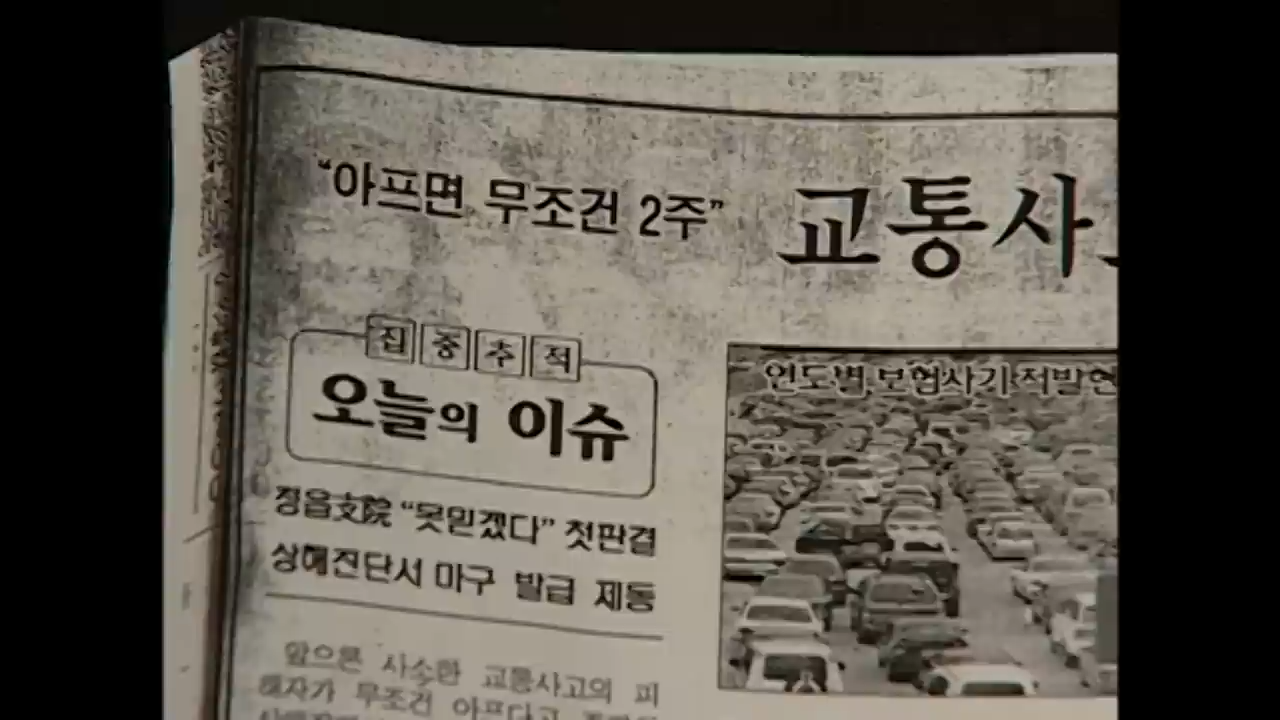 “아프면 무조건 2주” 교통사
집중추적
오늘의 이슈
연도별 보험사기 적발현
정읍支院 “못믿겠다” 첫판결
상해진단서 마구 발급 제동
앞으론 사소한 교통사고의 피
해자가 무조건 아프다고